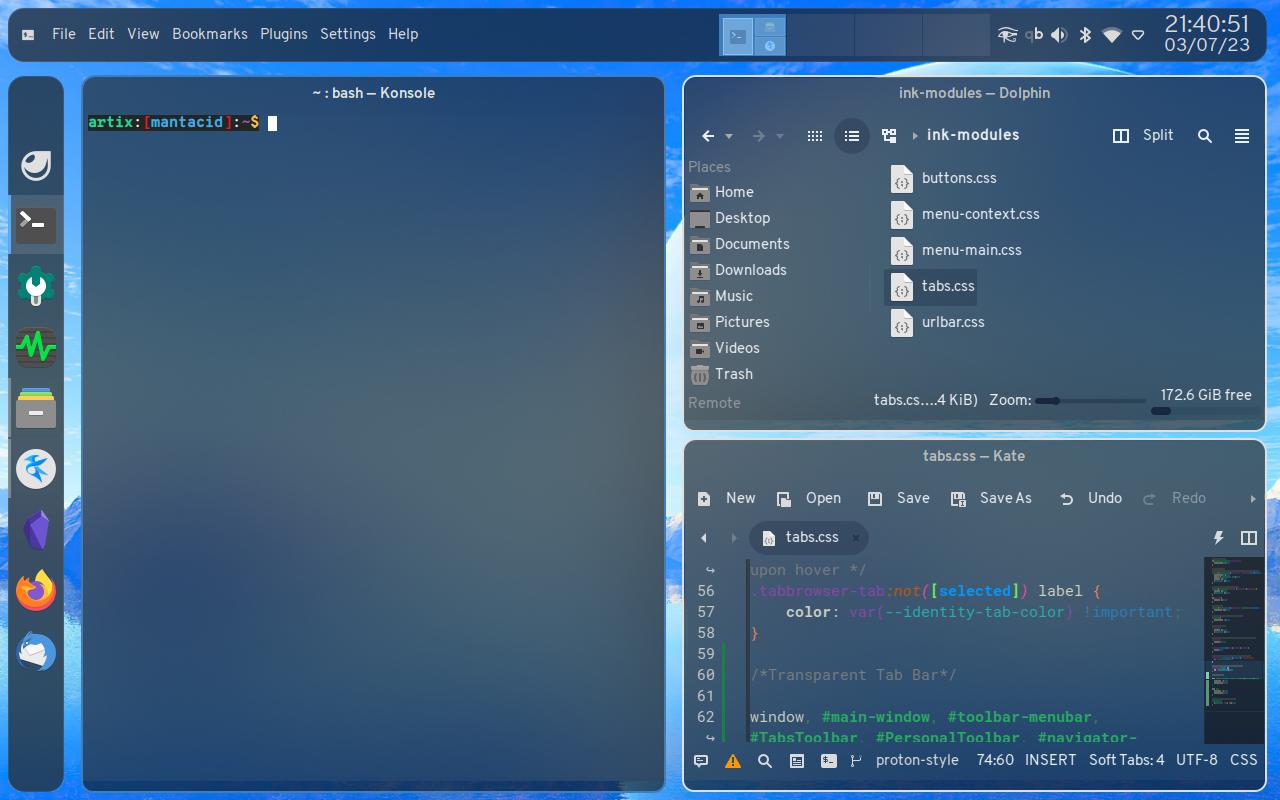 File Edit View Bookmarks Plugins Settings Help
qb
21:40:51
03/07/23
~ : bash — Konsole
artix:[mantacid]:~$
ink-modules — Dolphin
ink-modules
Split
Places
Home
Desktop
Documents
Downloads
Music
Pictures
Videos
Trash
Remote
buttons.css
menu-context.css
menu-main.css
tabs.css
urlbar.css
tabs.cs....4 KiB) Zoom:
172.6 GiB free
tabs.css — Kate
New Open Save Save As Undo Redo
tabs.css
upon hover */
56 .tabbrowser-tab:not([selected]) label {
57 color: var(--identity-tab-color) !important;
58 }
59
60 /*Transparent Tab Bar*/
61
62 window, #main-window, #toolbar-menubar,
#TabsToolbar, #PersonalToolbar, #navigator-
proton-style 74:60 INSERT Soft Tabs: 4 UTF-8 CSS